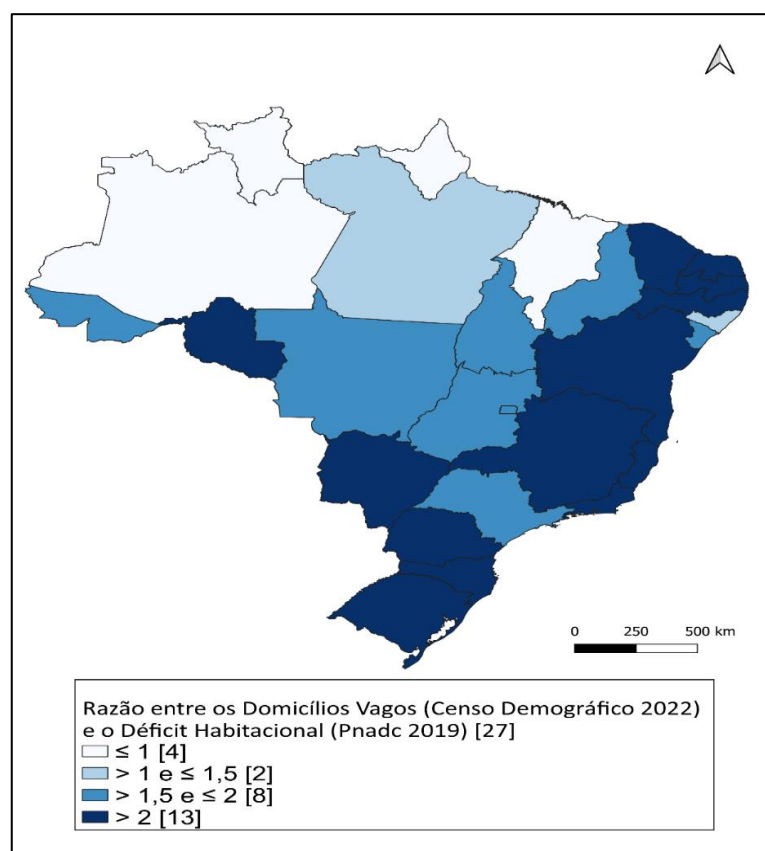 0 250 500 km
Razão entre os Domicílios Vagos (Censo Demográfico 2022)
e o Déficit Habitacional (Pnadc 2019) [27]
≤ 1 [4]
> 1 e ≤ 1,5 [2]
> 1,5 e ≤ 2 [8]
> 2 [13]